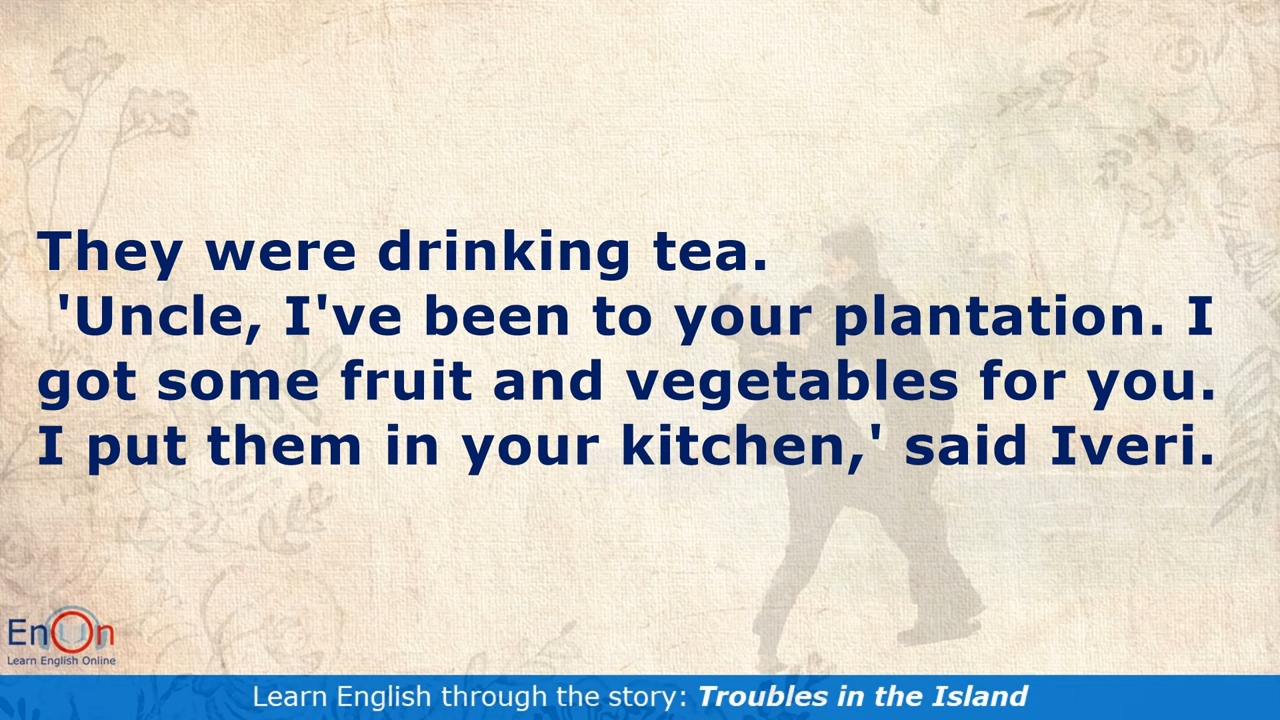 They were drinking tea.
'Uncle, I've been to your plantation. I
got some fruit and vegetables for you.
I put them in your kitchen,' said Iveri.
EnOn
Learn English Online
Learn English through the story: Troubles in the Island